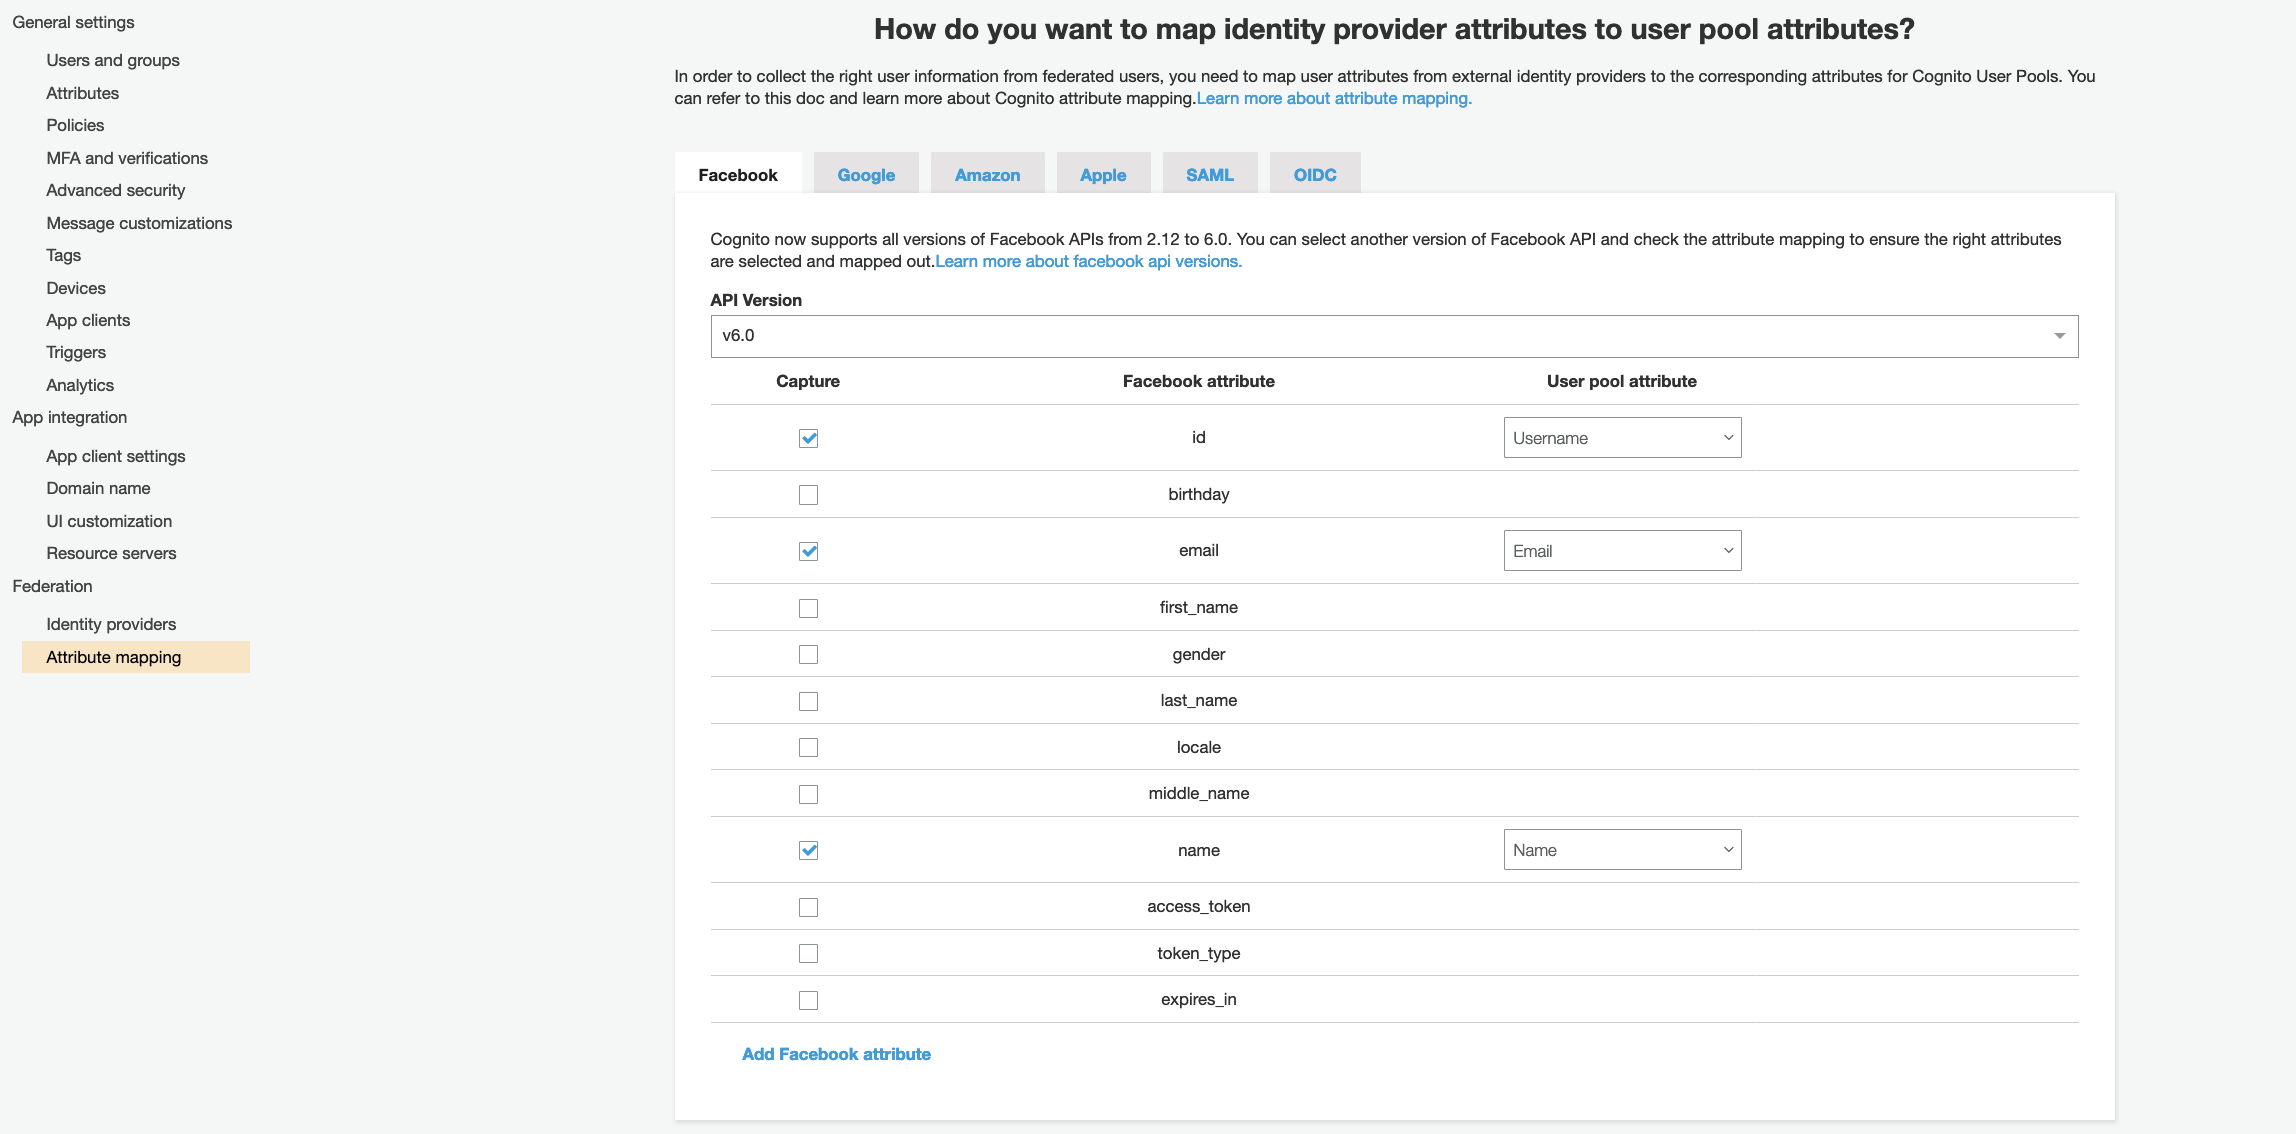 General settings
Users and groups
Attributes
Policies
MFA and verifications
Advanced security
Message customizations
Tags
Devices
App clients
Triggers
Analytics
App integration
App client settings
Domain name
UI customization
Resource servers
Federation
Identity providers
Attribute mapping
How do you want to map identity provider attributes to user pool attributes?
In order to collect the right user information from federated users, you need to map user attributes from external identity providers to the corresponding attributes for Cognito User Pools. You
can refer to this doc and learn more about Cognito attribute mapping.Learn more about attribute mapping.
Facebook Google Amazon Apple SAML OIDC
Cognito now supports all versions of Facebook APIs from 2.12 to 6.0. You can select another version of Facebook API and check the attribute mapping to ensure the right attributes
are selected and mapped out.Learn more about facebook api versions.
API Version
v6.0
Capture Facebook attribute User pool attribute
id Username
birthday
email Email
first_name
gender
last_name
locale
middle_name
name Name
access_token
token_type
expires_in
Add Facebook attribute